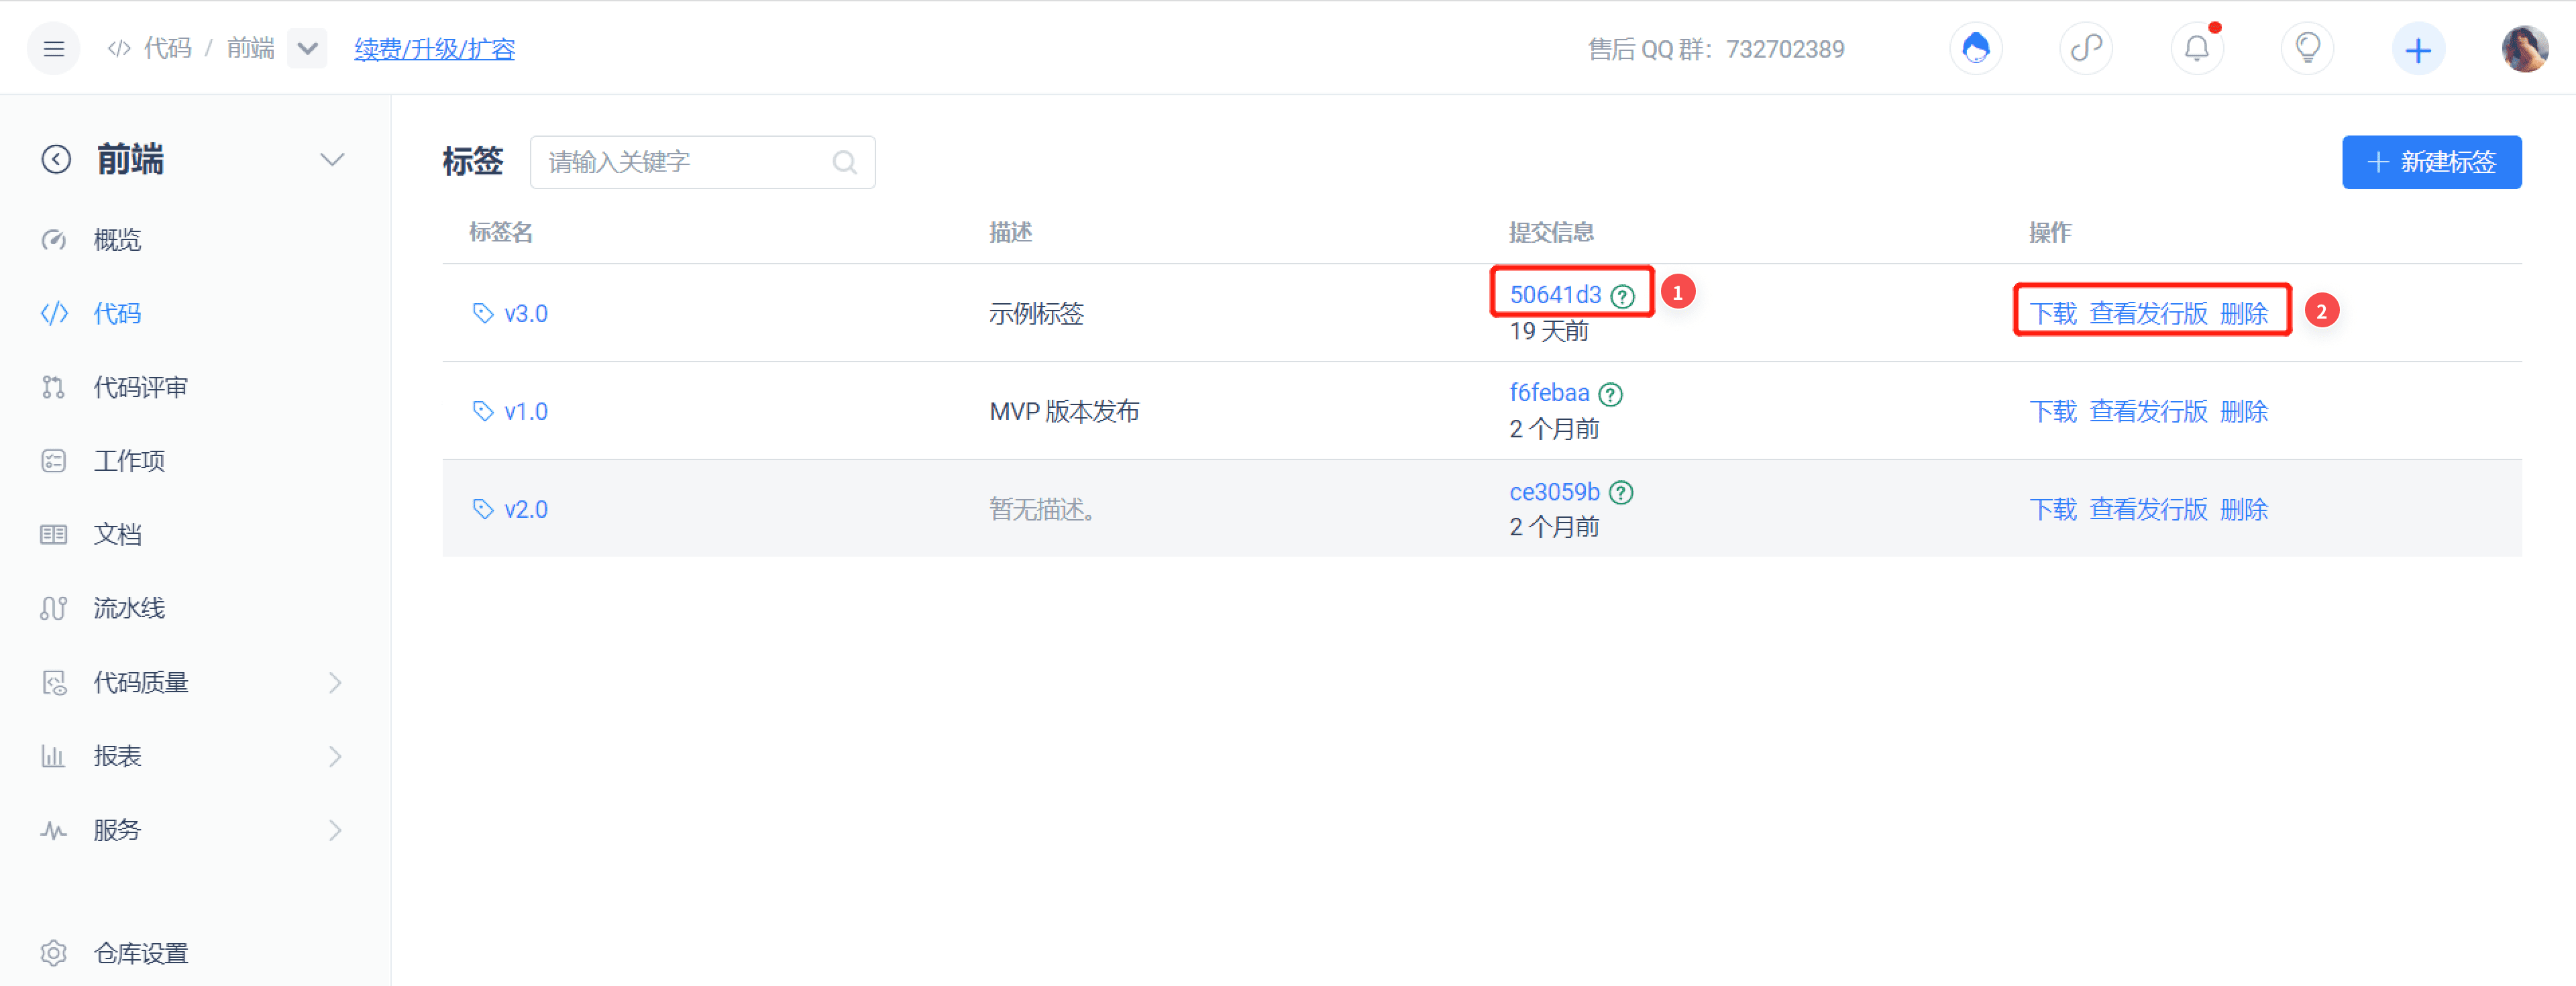 代码 / 前端 续费/升级/扩容 售后 QQ 群：732702389
前端
概览
代码
代码评审
工作项
文档
流水线
代码质量
报表
服务
仓库设置
标签 请输入关键字 新建标签
标签名 描述 提交信息 操作
v3.0 示例标签 50641d3 1 下载 查看发行版 删除 2
19 天前
v1.0 MVP 版本发布 f6febaa 下载 查看发行版 删除
2 个月前
v2.0 暂无描述。 ce3059b 下载 查看发行版 删除
2 个月前